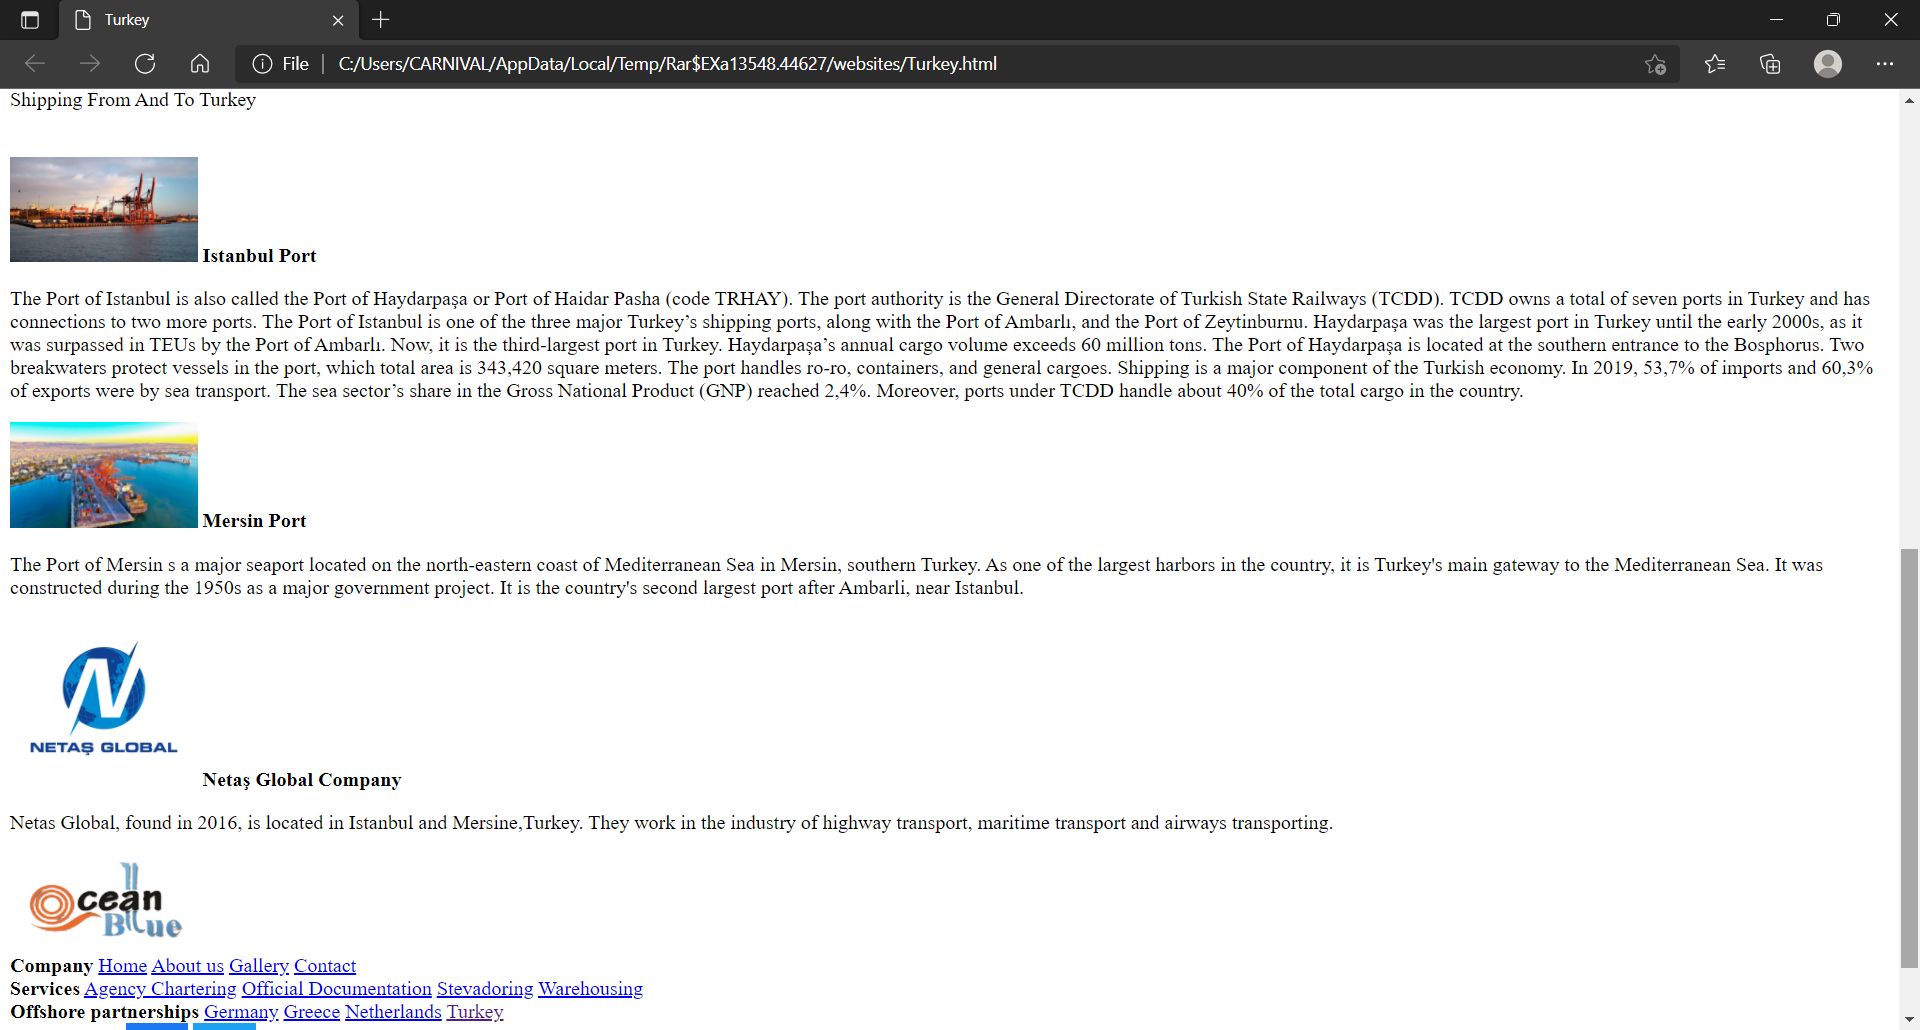 Turkey
File
C:/Users/CARNIVAL/AppData/Local/Temp/Rar$EXa13548.44627/websites/Turkey.html
Shipping From And To Turkey
Istanbul Port
The Port of Istanbul is also called the Port of Haydarpaşa or Port of Haidar Pasha (code TRHAY). The port authority is the General Directorate of Turkish State Railways (TCDD). TCDD owns a total of seven ports in Turkey and has
connections to two more ports. The Port of Istanbul is one of the three major Turkey’s shipping ports, along with the Port of Ambarlı, and the Port of Zeytinburnu. Haydarpaşa was the largest port in Turkey until the early 2000s, as it
was surpassed in TEUs by the Port of Ambarlı. Now, it is the third-largest port in Turkey. Haydarpaşa’s annual cargo volume exceeds 60 million tons. The Port of Haydarpaşa is located at the southern entrance to the Bosphorus. Two
breakwaters protect vessels in the port, which total area is 343,420 square meters. The port handles ro-ro, containers, and general cargoes. Shipping is a major component of the Turkish economy. In 2019, 53,7% of imports and 60,3%
of exports were by sea transport. The sea sector’s share in the Gross National Product (GNP) reached 2,4%. Moreover, ports under TCDD handle about 40% of the total cargo in the country.
Mersin Port
The Port of Mersin s a major seaport located on the north-eastern coast of Mediterranean Sea in Mersin, southern Turkey. As one of the largest harbors in the country, it is Turkey's main gateway to the Mediterranean Sea. It was
constructed during the 1950s as a major government project. It is the country's second largest port after Ambarli, near Istanbul.
NETAŞ GLOBAL
Netaş Global Company
Netas Global, found in 2016, is located in Istanbul and Mersine,Turkey. They work in the industry of highway transport, maritime transport and airways transporting.
Ocean
Blue
Company Home About us Gallery Contact
Services Agency Chartering Official Documentation Stevadoring Warehousing
Offshore partnerships Germany Greece Netherlands Turkey